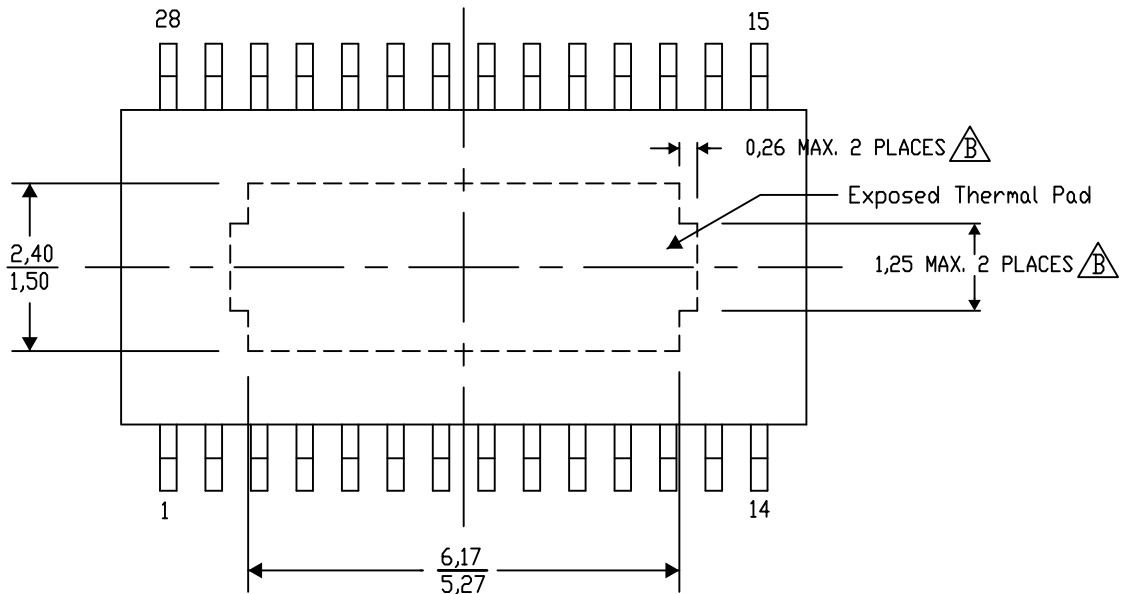 28
15
0,26 MAX. 2 PLACES B
Exposed Thermal Pad
2,40
1,50
1,25 MAX. 2 PLACES B
1
14
6,17
5,27